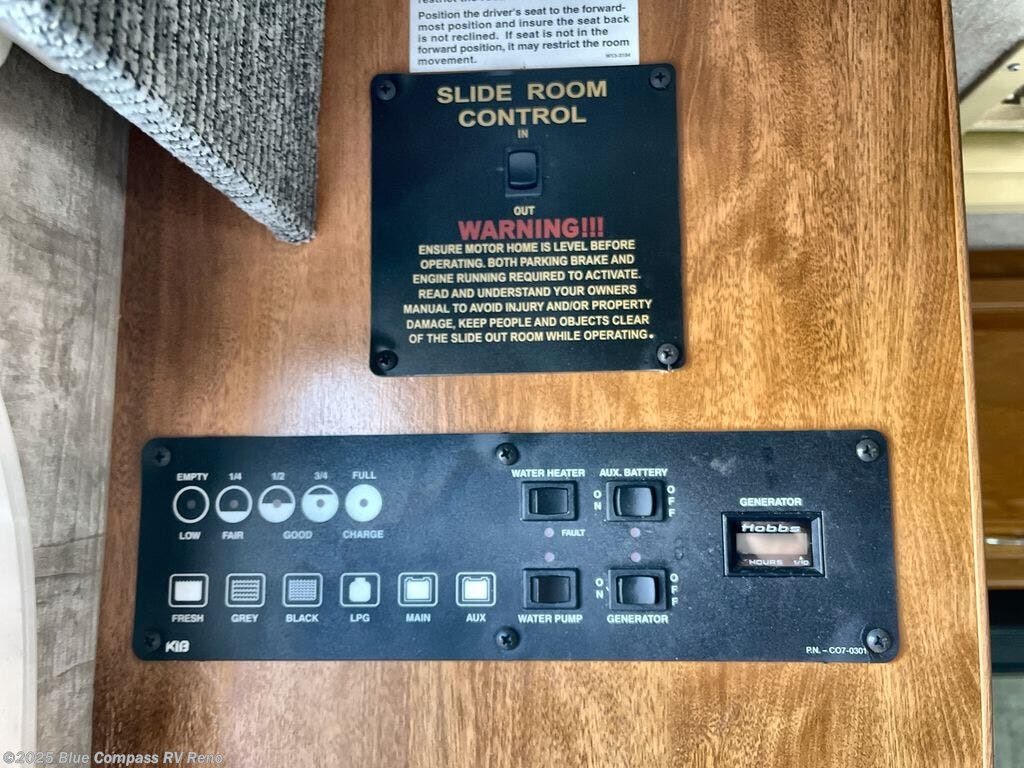 Position the driver's seat to the forward-
most position and insure the seat back
is not reclined. If seat is not in the
forward position, it may restrict the room
movement.
SLIDE ROOM
CONTROL
IN
OUT
WARNING!!!
ENSURE MOTOR HOME IS LEVEL BEFORE
OPERATING. BOTH PARKING BRAKE AND
ENGINE RUNNING REQUIRED TO ACTIVATE.
READ AND UNDERSTAND YOUR OWNERS
MANUAL TO AVOID INJURY AND/OR PROPERTY
DAMAGE, KEEP PEOPLE AND OBJECTS CLEAR
OF THE SLIDE OUT ROOM WHILE OPERATING.
EMPTY 1/4 1/2 3/4 FULL
LOW FAIR GOOD CHARGE
FRESH GREY BLACK LPG MAIN AUX
KIB
WATER HEATER AUX. BATTERY
ON OFF
FAULT
ON OFF
WATER PUMP GENERATOR
GENERATOR
Hobbs
HOURS 1/10
P.N. – CO7-0301
©2025 Blue Compass RV Reno